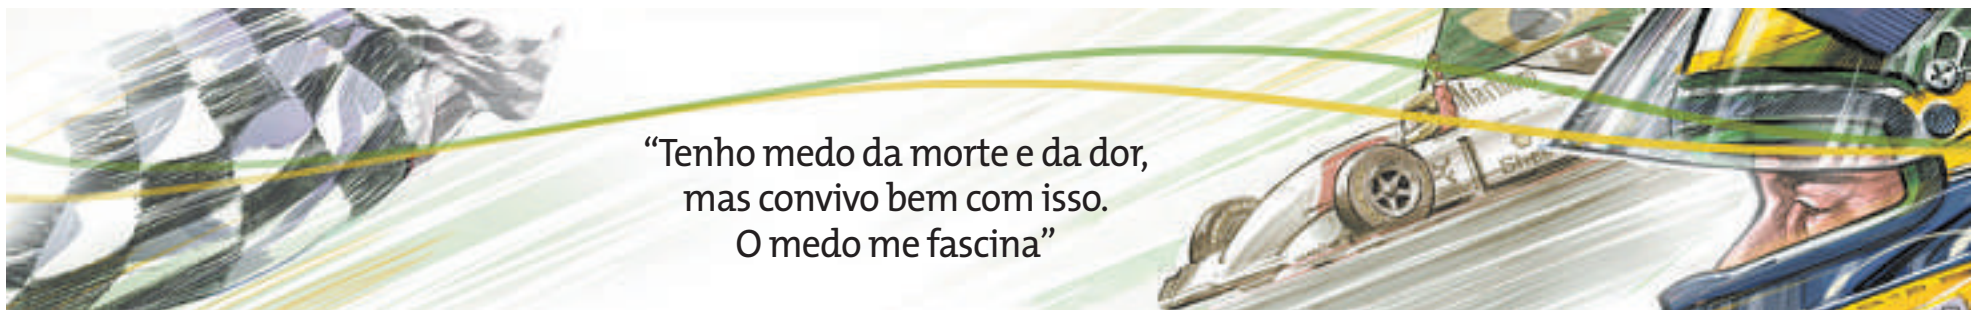 “Tenho medo da morte e da dor,
mas convivo bem com isso.
O medo me fascina”